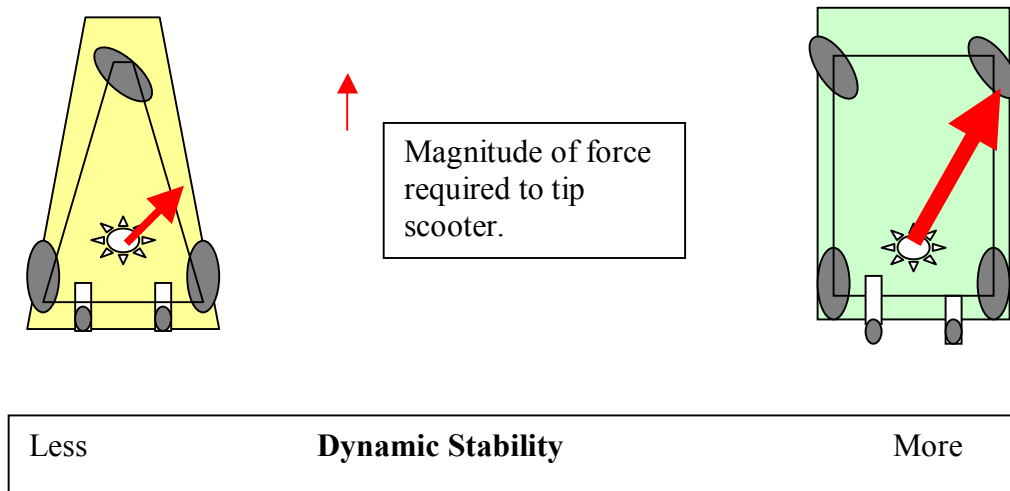 Magnitude of force
required to tip
scooter.
Less Dynamic Stability More